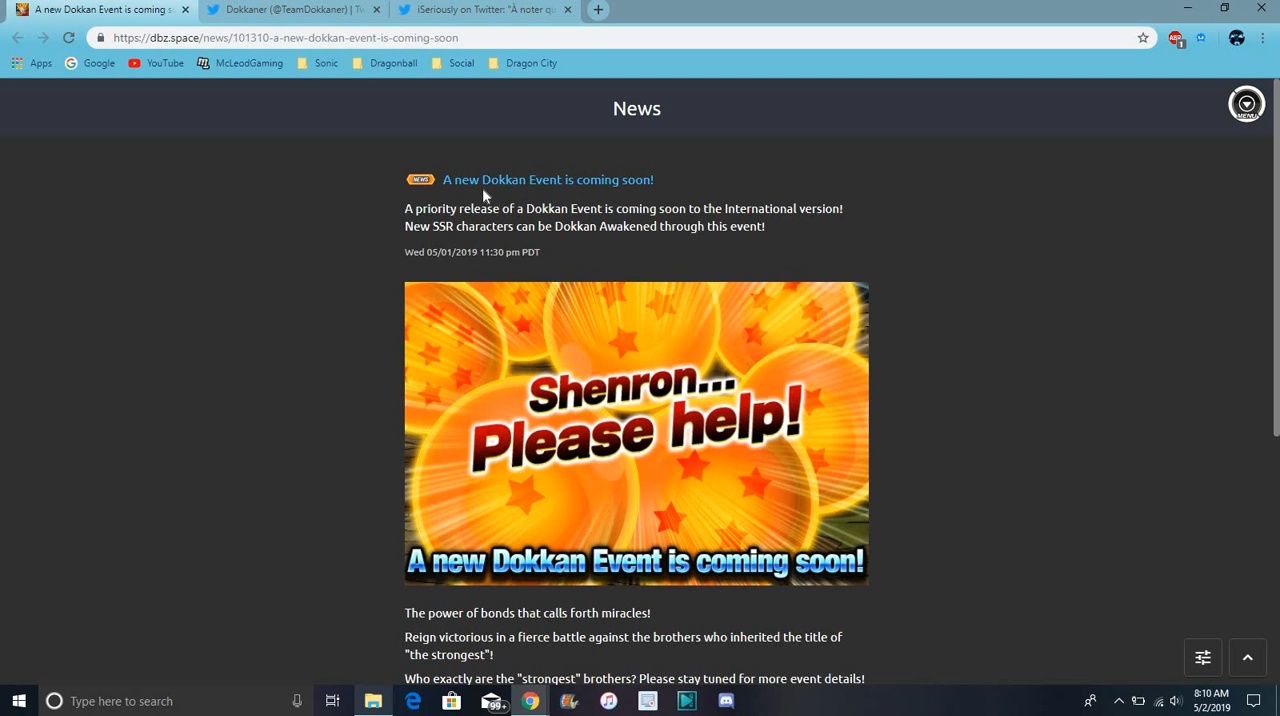 A new Dokkan Event is coming s
Dokkaner (@TeamDokkaner) | Tw
iSeriously on Twitter: "À noter qu
https://dbz.space/news/101310-a-new-dokkan-event-is-coming-soon
ABP
1
Apps
Google
YouTube
McLeodGaming
Sonic
Dragonball
Social
Dragon City
News
MENU
NEWS
A new Dokkan Event is coming soon!
A priority release of a Dokkan Event is coming soon to the International version!
New SSR characters can be Dokkan Awakened through this event!
Wed 05/01/2019 11:30 pm PDT
Shenron...
Please help!
A new Dokkan Event is coming soon!
The power of bonds that calls forth miracles!
Reign victorious in a fierce battle against the brothers who inherited the title of
"the strongest"!
Who exactly are the "strongest" brothers? Please stay tuned for more event details!
Type here to search
99+
8:10 AM
5/2/2019